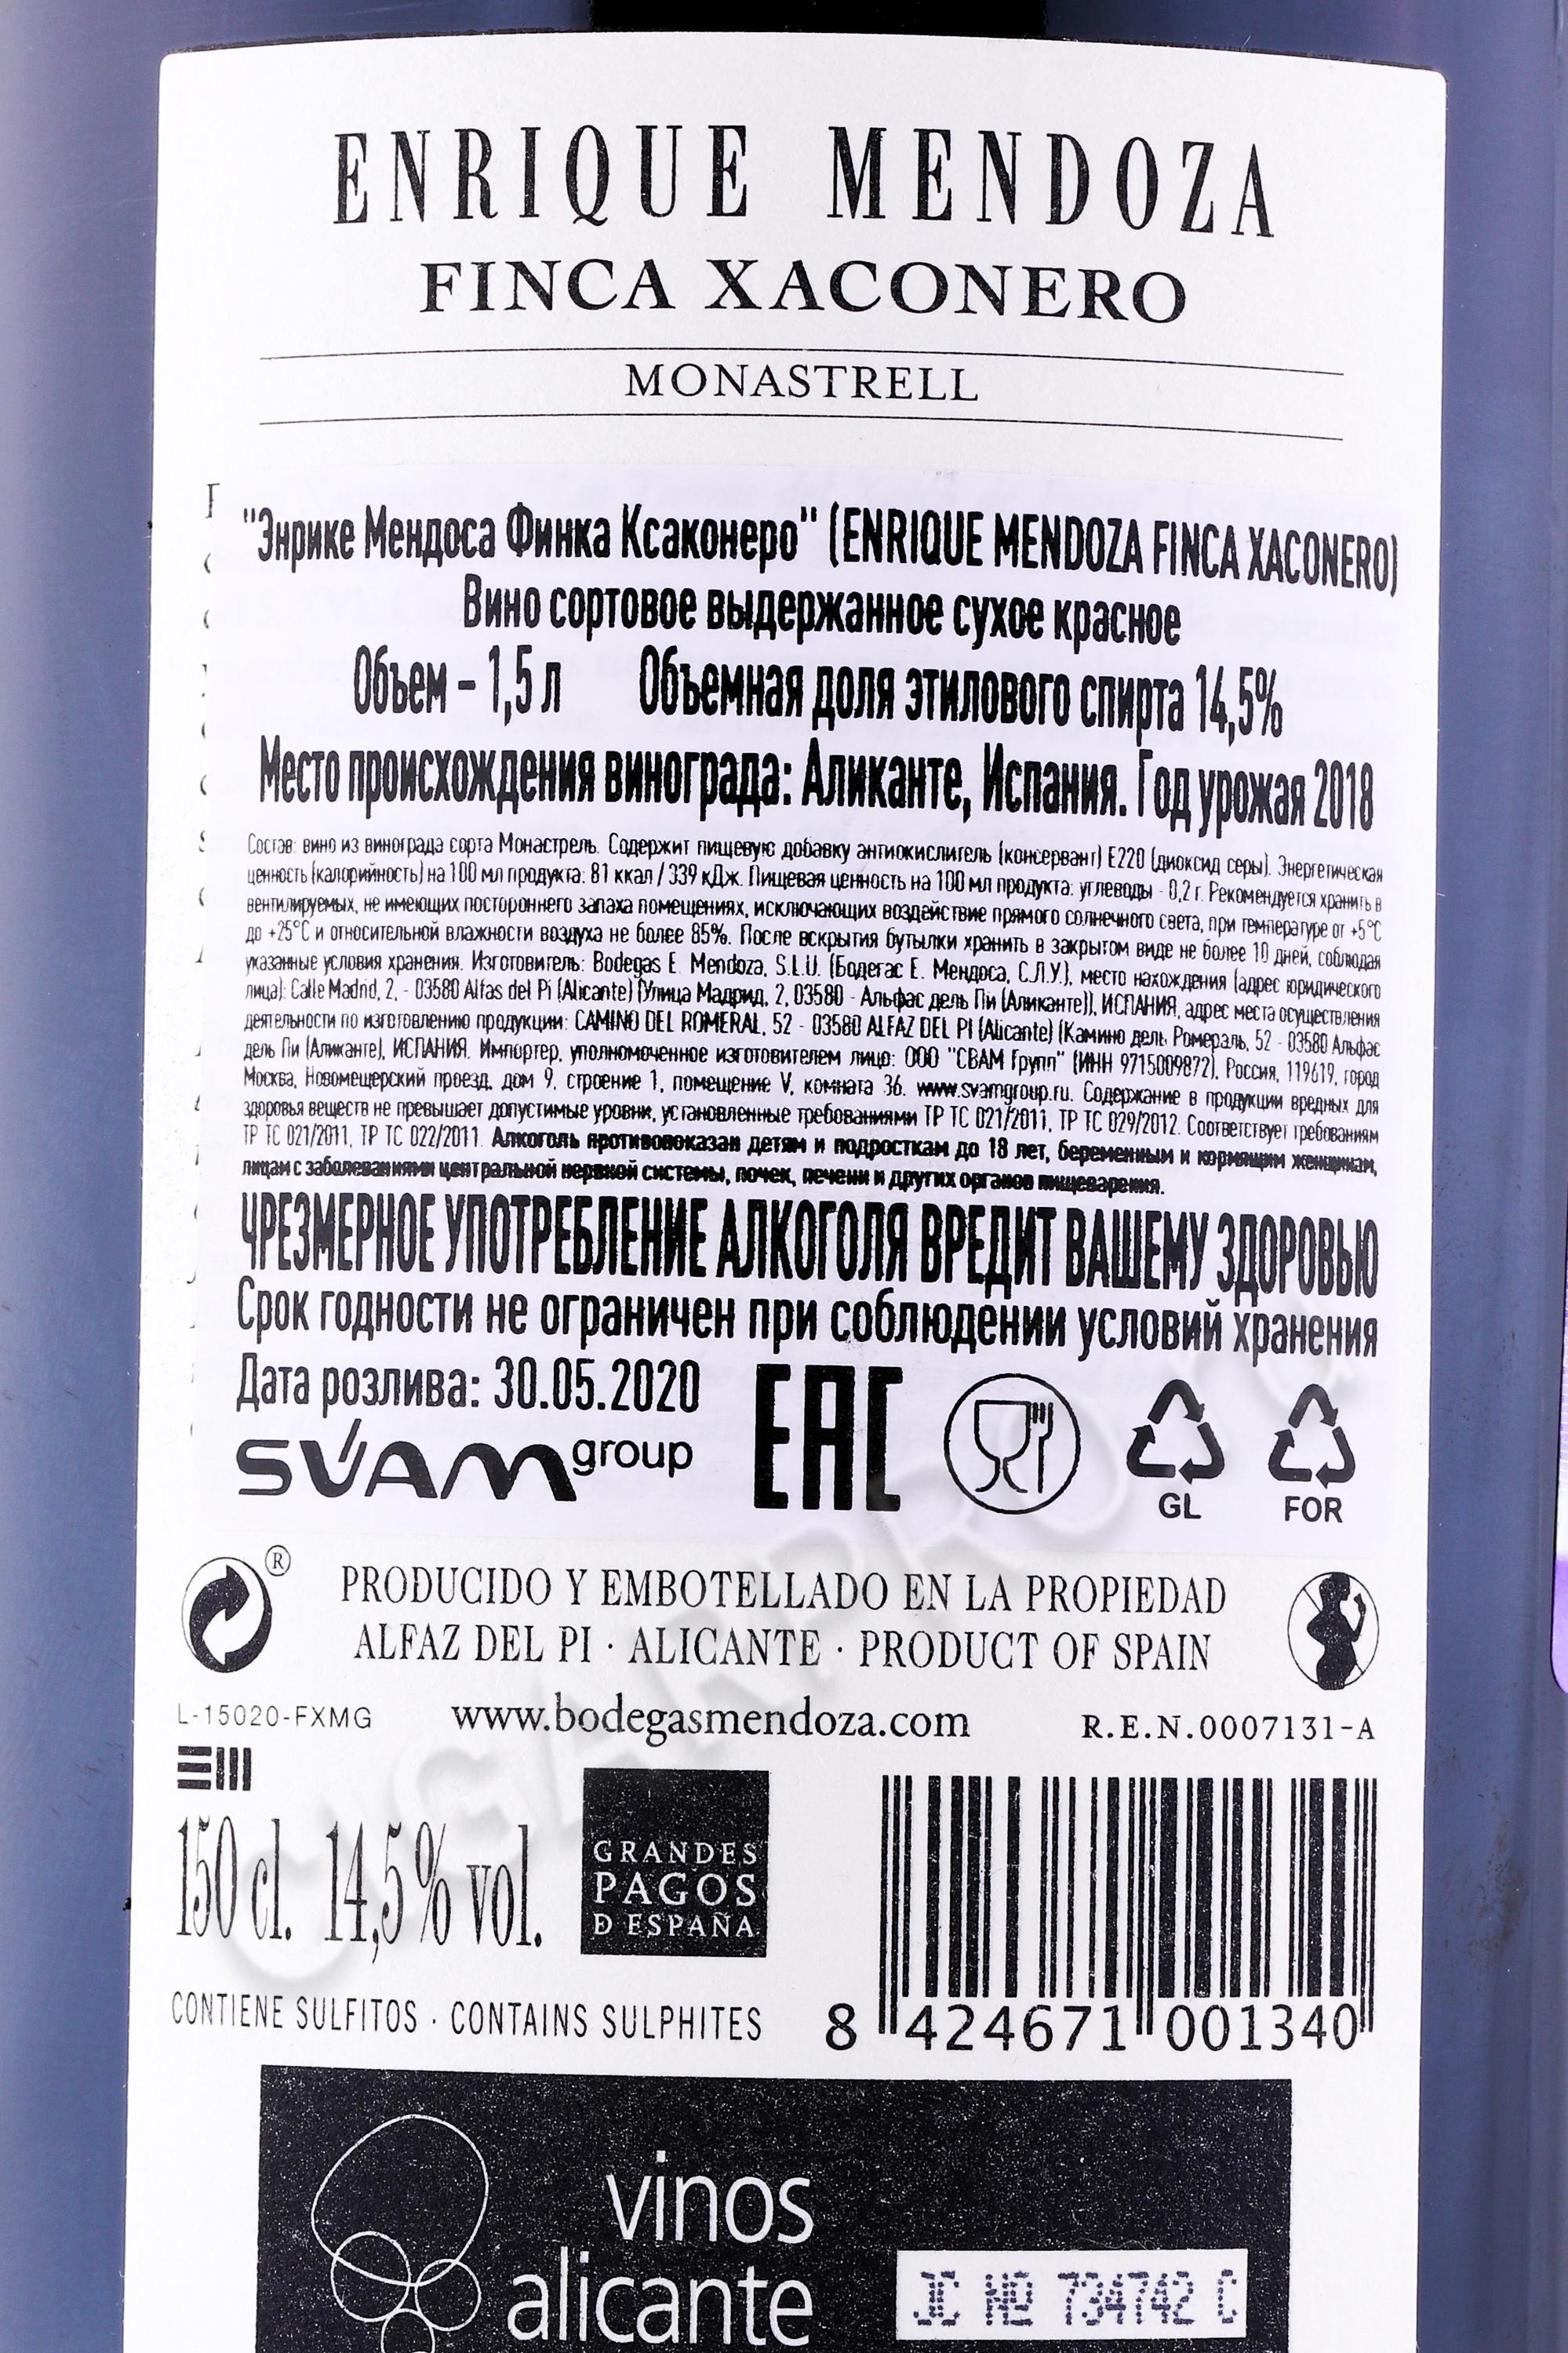 ENRIQUE MENDOZA
FINCA XACONERO
MONASTRELL
"Энрике Мендоса Финка Ксаконеро" (ENRIQUE MENDOZA FINCA XACONERO)
Вино сортовое выдержанное сухое красное
Объем – 1,5 л Объемная доля этилового спирта 14,5%
Место происхождения винограда: Аликанте, Испания. Год урожая 2018
Состав: вино из винограда сорта Монастрель. Содержит пищевую добавку антиокислитель (консервант) Е220 (диоксид серы). Энергетическая
ценность (калорийность) на 100 мл продукта: 81 ккал / 339 кДж. Пищевая ценность на 100 мл продукта: углеводы - 0,2 г. Рекомендуется хранить в
вентилируемых, не имеющих постороннего запаха помещениях, исключающих воздействие прямого солнечного света, при температуре от +5°С
до +25°С и относительной влажности воздуха не более 85%. После вскрытия бутылки хранить в закрытом виде не более 10 дней, соблюдая
указанные условия хранения. Изготовитель: Bodegas E. Mendoza, S.L.U. (Бодегас Е. Мендоса, С.Л.У.), место нахождения (адрес юридического
лица): Calle Madrid, 2, - 03580 Alfas del Pi (Alicante) (Улица Мадрид, 2, 03580 - Альфас дель Пи (Аликанте)), ИСПАНИЯ, адрес места осуществления
деятельности по изготовлению продукции: CAMINO DEL ROMERAL, 52 - 03580 ALFAZ DEL PI (Alicante) (Камино дель Ромераль, 52 - 03580 Альфас
дель Пи (Аликанте), ИСПАНИЯ. Импортер, уполномоченное изготовителем лицо: ООО "СВАМ Групп" (ИНН 9715009872), Россия, 119619, город
Москва, Новомещерский проезд, дом 9, строение 1, помещение V, комната 36. www.svamgroup.ru. Содержание в продукции вредных для
здоровья веществ не превышает допустимые уровни, установленные требованиями ТР ТС 021/2011, ТР ТС 029/2012. Соответствует требованиям
ТР ТС 021/2011, ТР ТС 022/2011. Алкоголь противопоказан детям и подросткам до 18 лет, беременным и кормящим женщинам,
лицам с заболеваниями центральной нервной системы, почек, печени и других органов пищеварения.
ЧРЕЗМЕРНОЕ УПОТРЕБЛЕНИЕ АЛКОГОЛЯ ВРЕДИТ ВАШЕМУ ЗДОРОВЬЮ
Срок годности не ограничен при соблюдении условий хранения
Дата розлива: 30.05.2020
SVAM group EAC
GL FOR
®
PRODUCIDO Y EMBOTELLADO EN LA PROPIEDAD
ALFAZ DEL PI · ALICANTE · PRODUCT OF SPAIN
L-15020-FXMG www.bodegasmendoza.com R.E.N.0007131-A
150 cl. 14,5% vol.
GRANDES
PAGOS
D ESPAÑA
CONTIENE SULFITOS · CONTAINS SULPHITES
8 424671 001340
vinos
alicante
JC Nº 734742 C